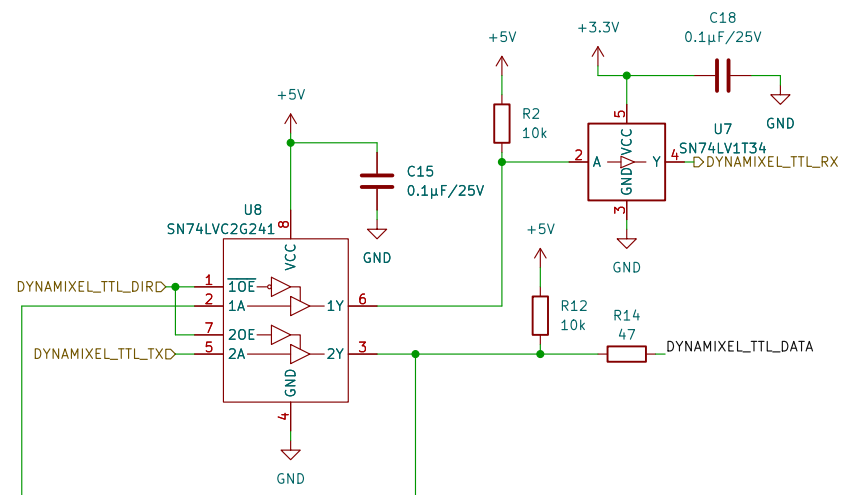 C18
0.1µF/25V
+3.3V
+5V
GND
R2
10k
U7
SN74LV1T34
5
VCC
2
A
Y
4
DYNAMIXEL_TTL_RX
GND
3
GND
+5V
C15
0.1µF/25V
GND
U8
SN74LVC2G241
8
VCC
DYNAMIXEL_TTL_DIR
1
1OE
2
1A
1Y
6
7
2OE
DYNAMIXEL_TTL_TX
5
2A
2Y
3
GND
4
GND
+5V
R12
10k
R14
47
DYNAMIXEL_TTL_DATA